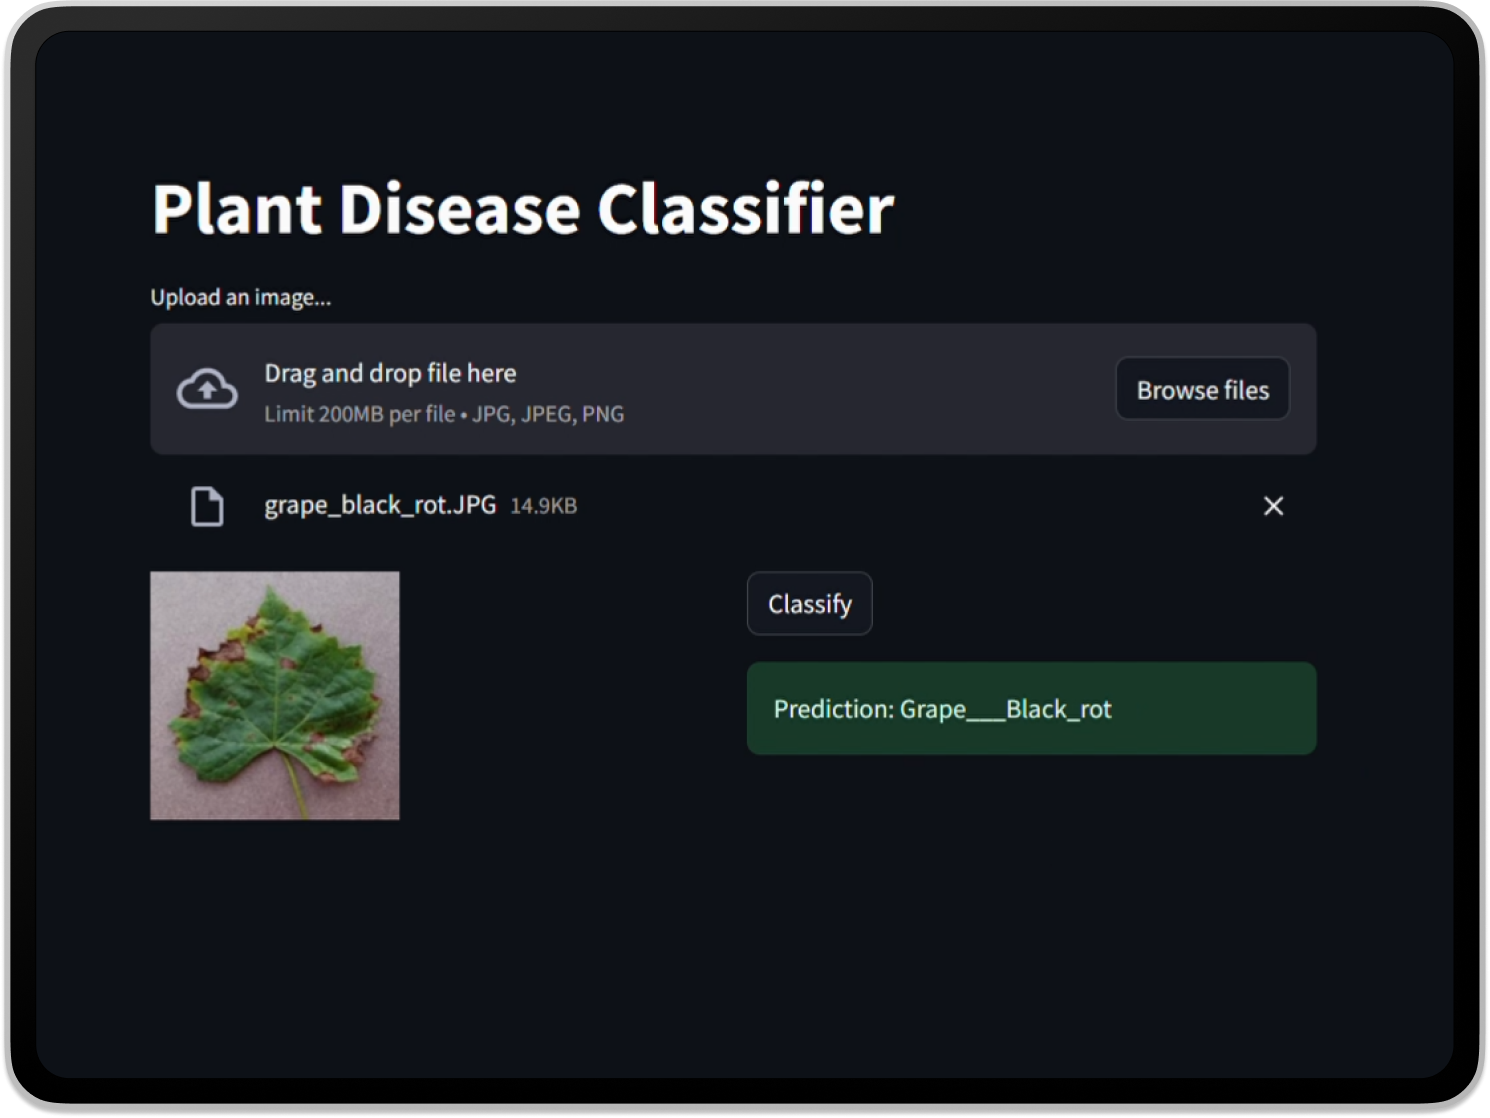 Plant Disease Classifier
Upload an image...
Drag and drop file here
Limit 200MB per file • JPG, JPEG, PNG
Browse files
grape_black_rot.JPG 14.9KB
Classify
Prediction: Grape___Black_rot